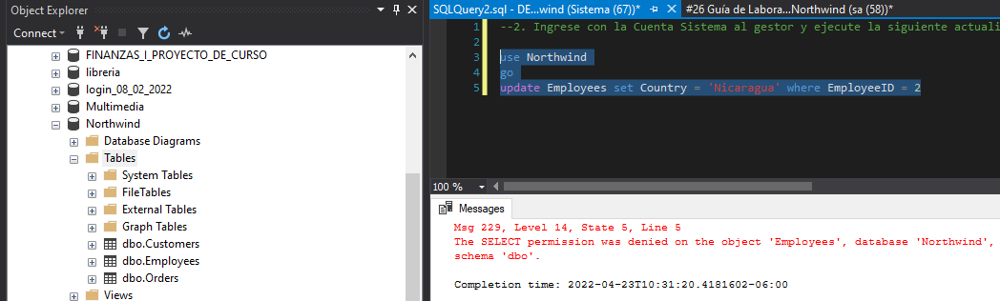 Object Explorer
Connect
FINANZAS_I_PROYECTO_DE_CURSO
libreria
login_08_02_2022
Multimedia
Northwind
Database Diagrams
Tables
System Tables
FileTables
External Tables
Graph Tables
dbo.Customers
dbo.Employees
dbo.Orders
Views
SQLQuery2.sql - DE...wind (Sistema (67))*
#26 Guía de Labora...Northwind (sa (58))*
1 --2. Ingrese con la Cuenta Sistema al gestor y ejecute la siguiente actuali
2
3 use Northwind
4 go
5 update Employees set Country = 'Nicaragua' where EmployeeID = 2
100 %
Messages
Msg 229, Level 14, State 5, Line 5
The SELECT permission was denied on the object 'Employees', database 'Northwind',
schema 'dbo'.
Completion time: 2022-04-23T10:31:20.4181602-06:00